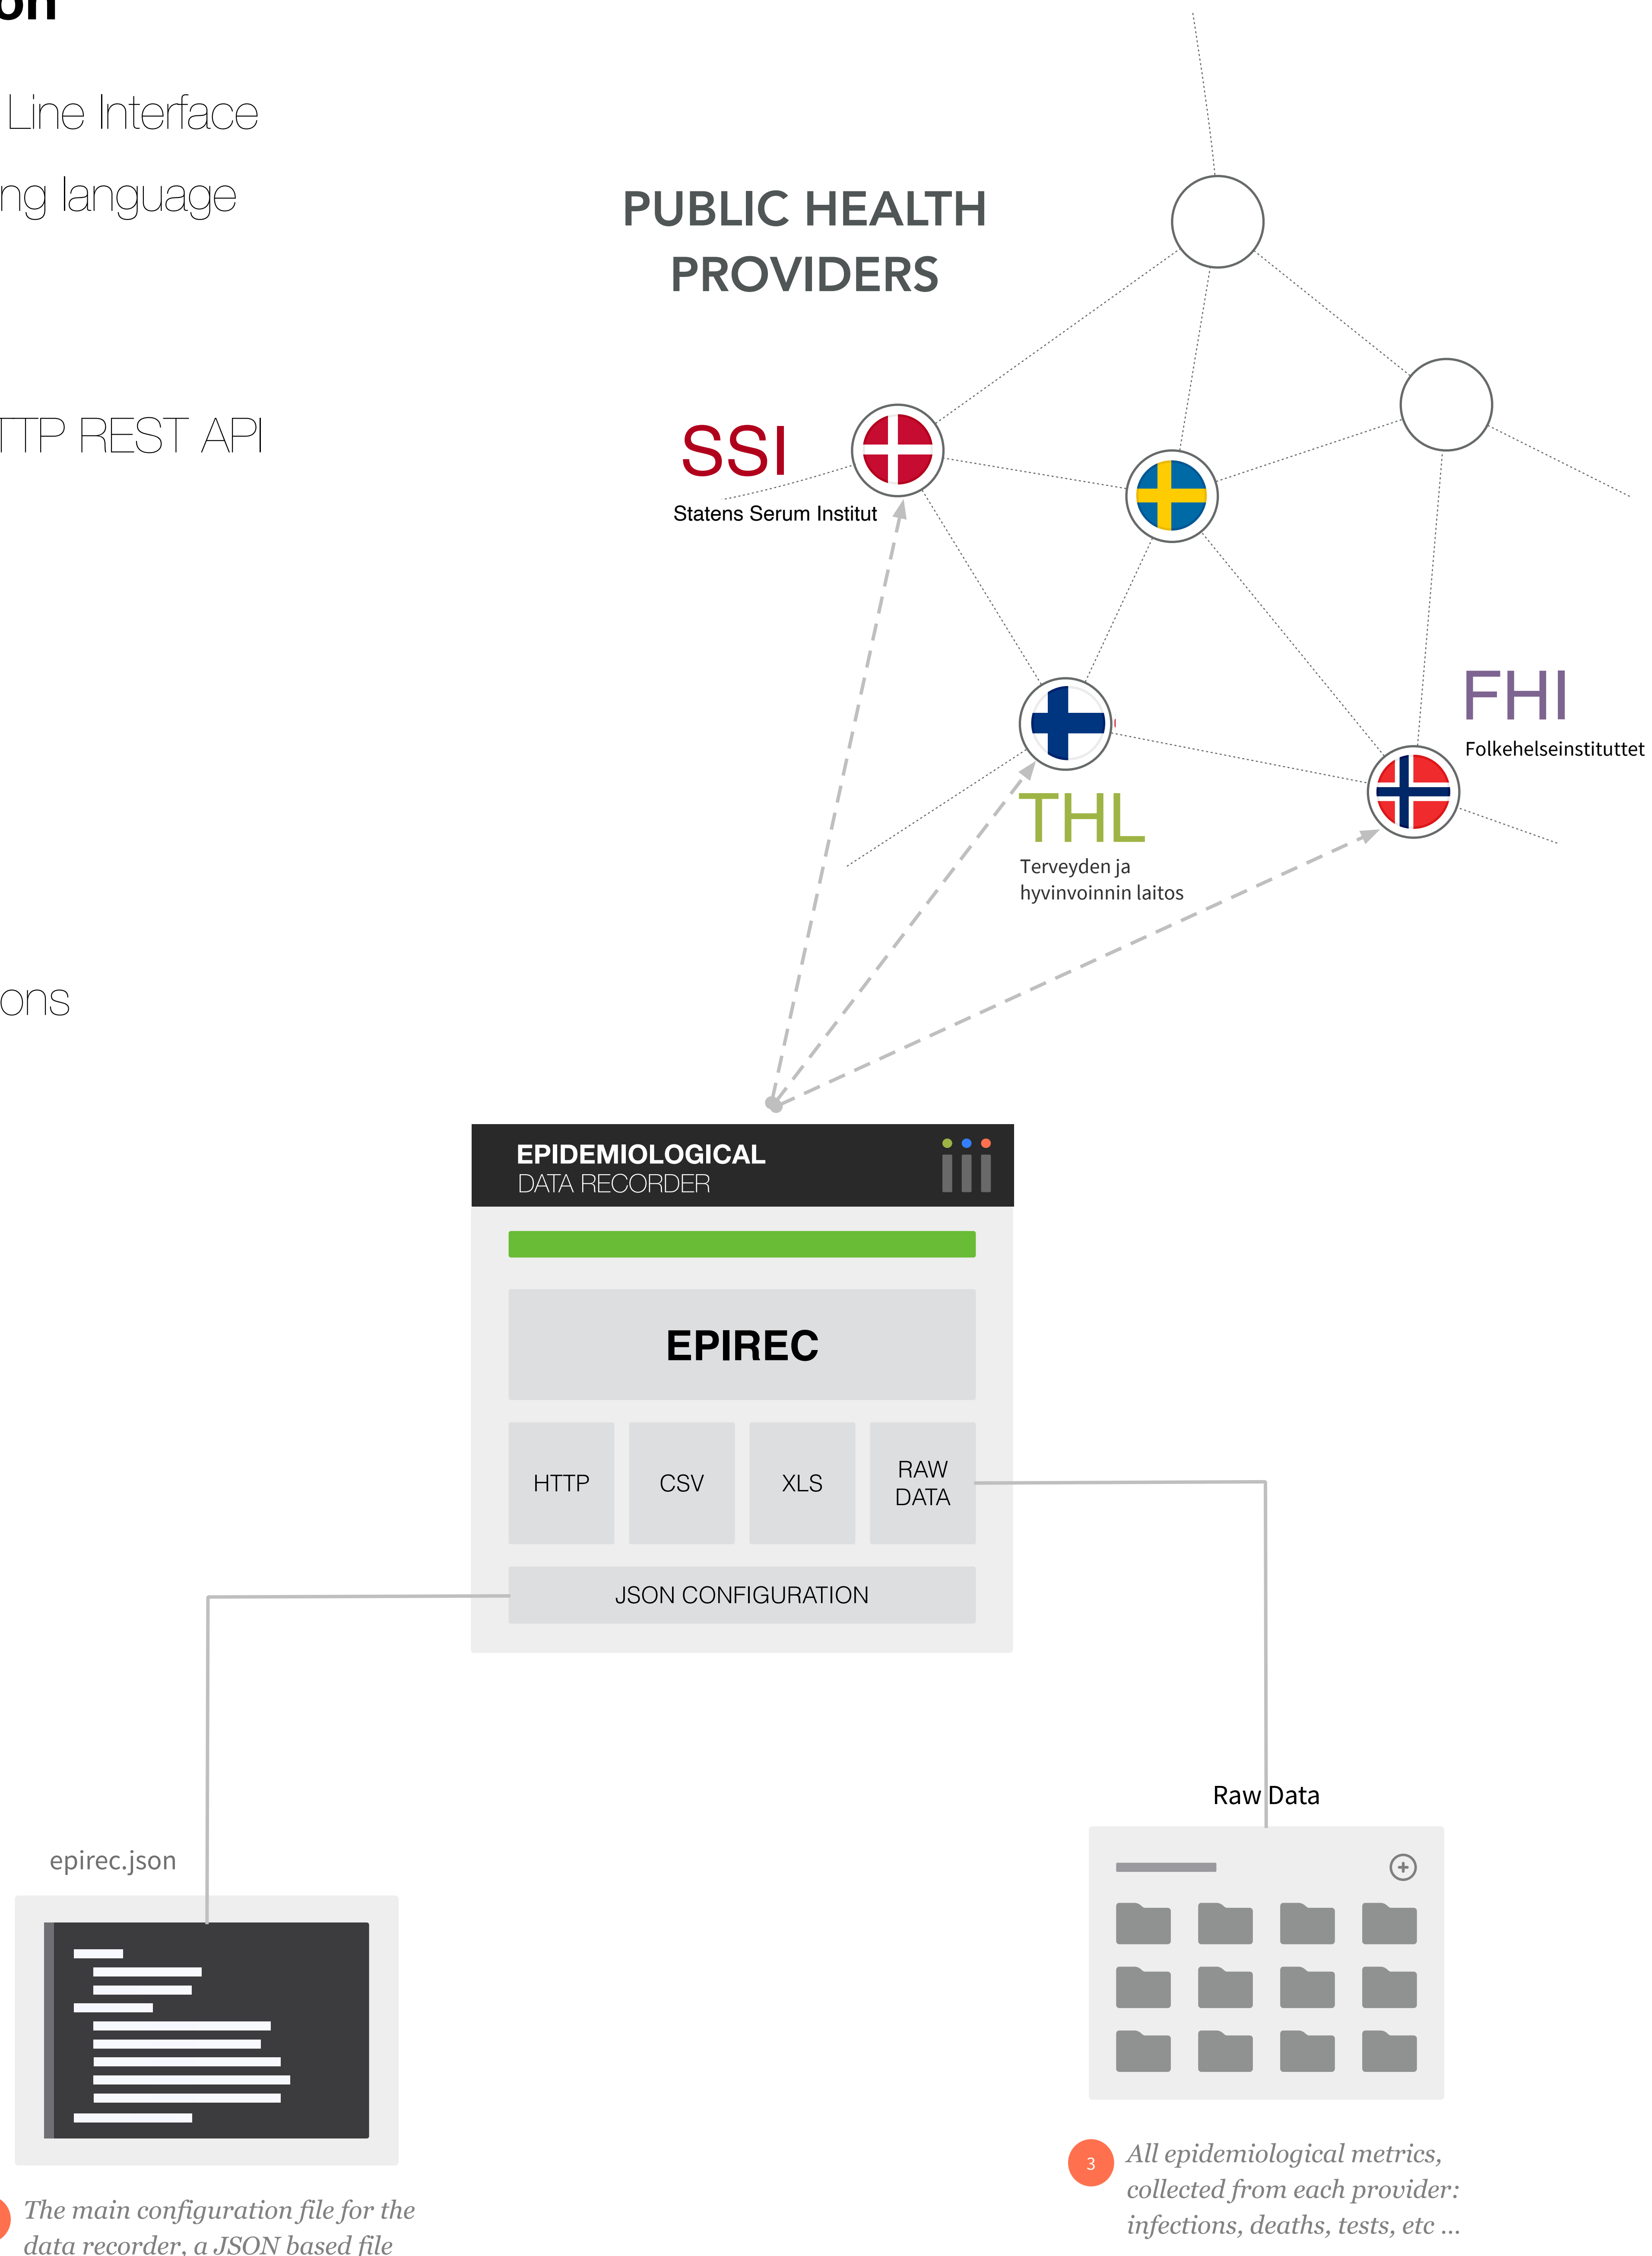 on
Line Interface
ng language
TTP REST API
ons
PUBLIC HEALTH
PROVIDERS
SSI
Statens Serum Institut
FHI
Folkehelseinstituttet
THL
Terveyden ja
hyvinvoinnin laitos
EPIDEMIOLOGICAL
DATA RECORDER
EPIREC
HTTP
CSV
XLS
RAW
DATA
JSON CONFIGURATION
epirec.json
The main configuration file for the
data recorder, a JSON based file
Raw Data
3
All epidemiological metrics,
collected from each provider:
infections, deaths, tests, etc ...